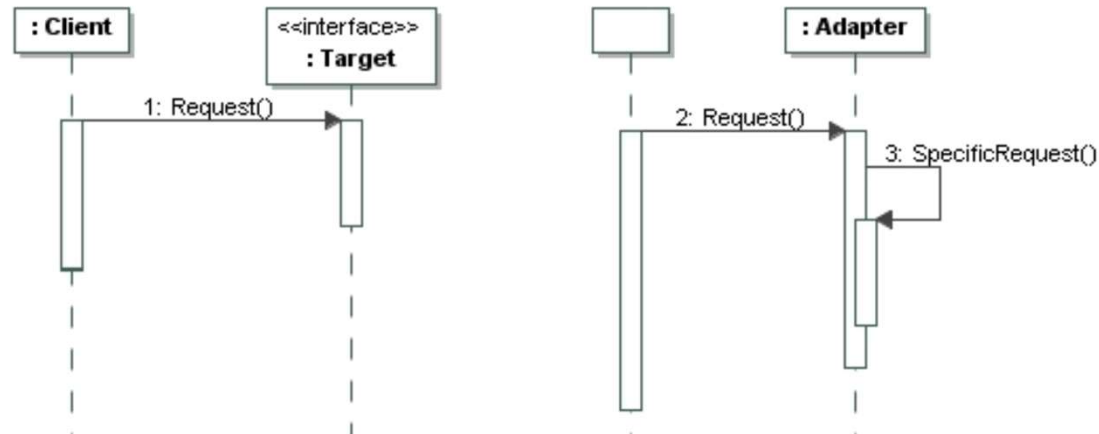 : Client
<<interface>>
: Target
: Adapter
1: Request()
2: Request()
3: SpecificRequest()